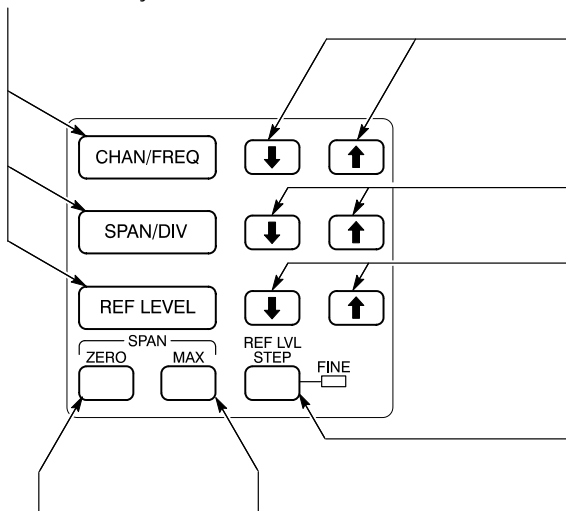 CHAN/FREQ
SPAN/DIV
REF LEVEL
SPAN
ZERO MAX
REF LVL
STEP
FINE